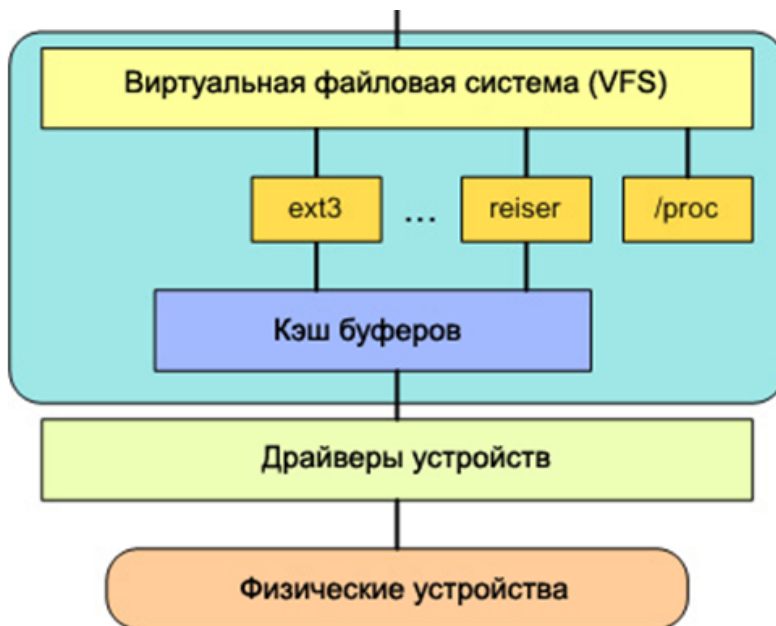 Виртуальная файловая система (VFS)
ext3 ... reiser /proc
Кэш буферов
Драйверы устройств
Физические устройства